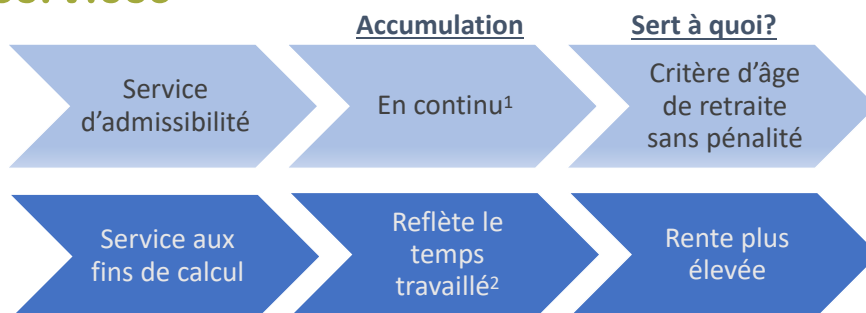 Accumulation
Sert à quoi?
Service
d'admissibilité
En continu¹
Critère d'âge
de retraite
sans pénalité
Service aux
fins de calcul
Reflète le
temps
travaillé²
Rente plus
élevée